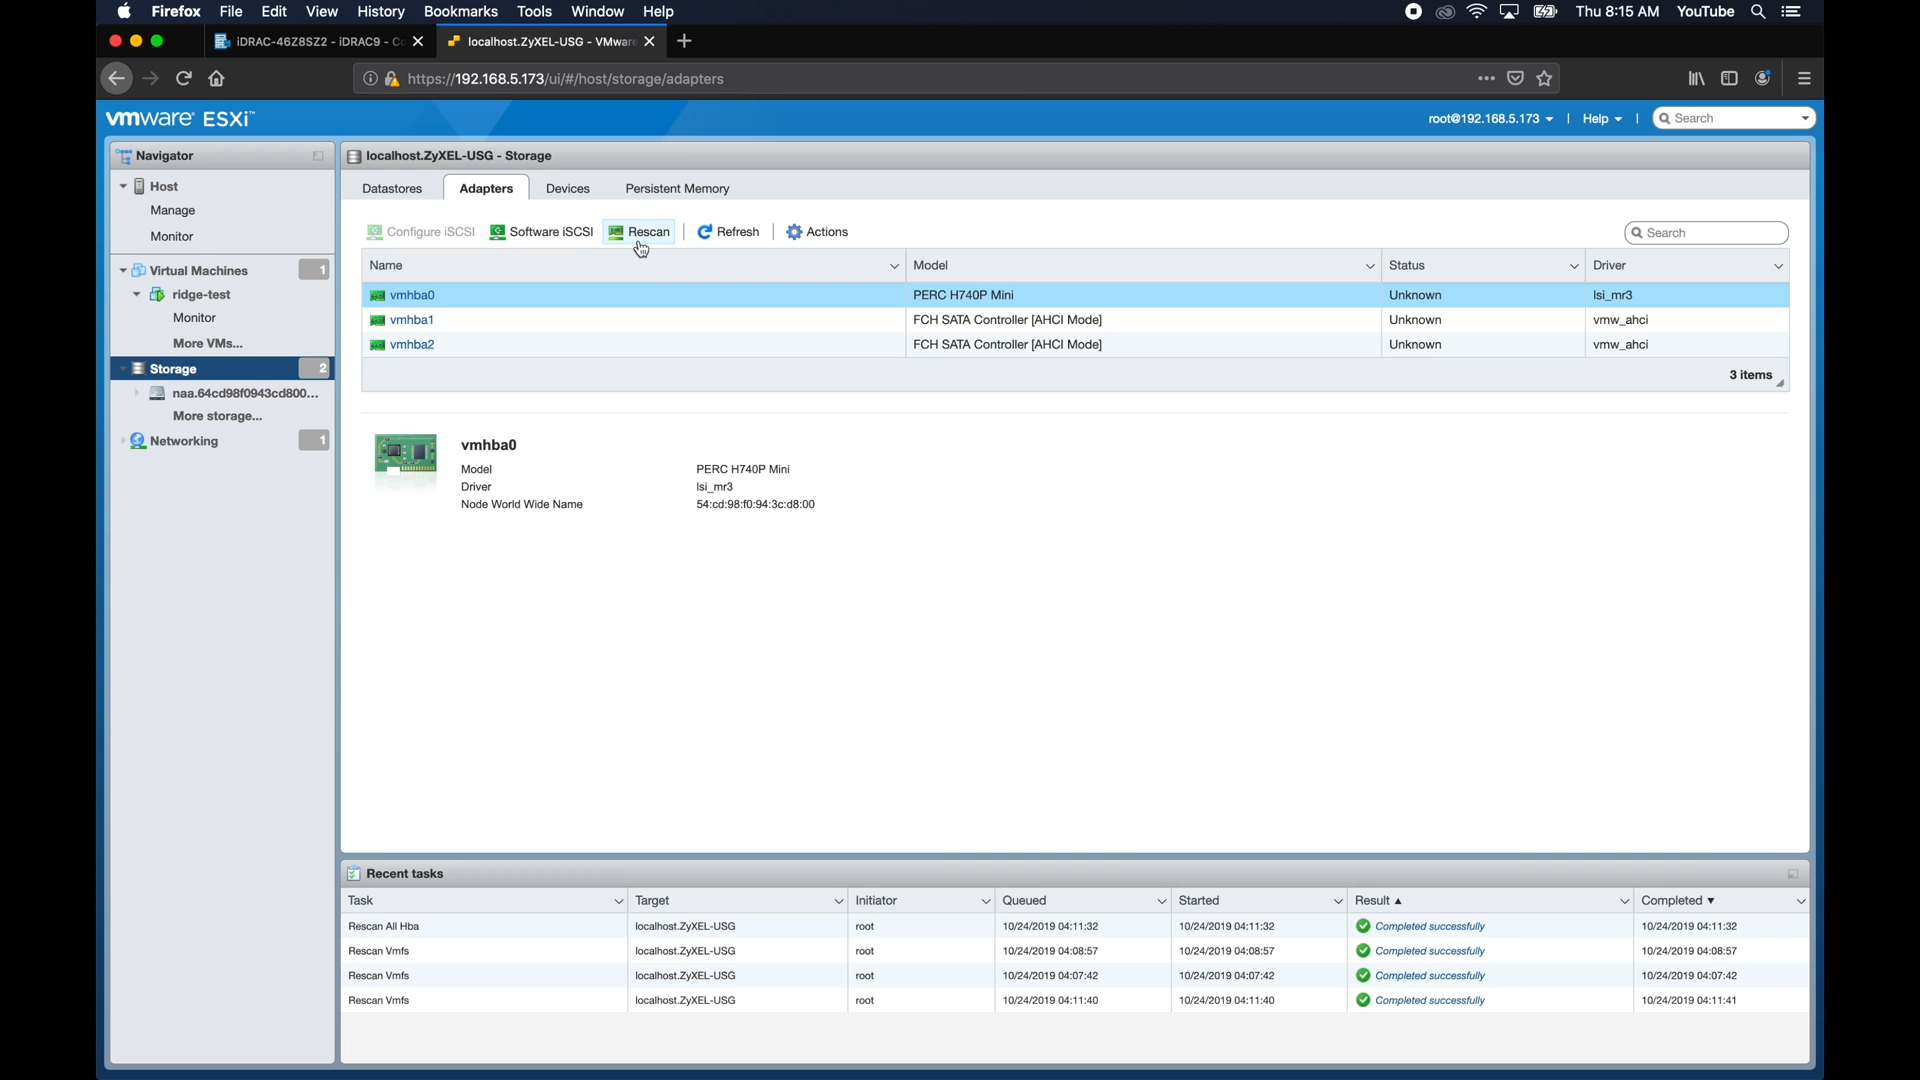 Firefox File Edit View History Bookmarks Tools Window Help Thu 8:15 AM YouTube
iDRAC-46Z8SZ2 - iDRAC9 - Co localhost.ZyXEL-USG - VMware
https://192.168.5.173/ui/#/host/storage/adapters
vmware ESXi™ root@192.168.5.173 Help Search
Navigator
localhost.ZyXEL-USG - Storage
Host
Manage
Monitor
Virtual Machines 1
ridge-test
Monitor
More VMs...
Storage 2
naa.64cd98f0943cd800...
More storage...
Networking 1
Datastores Adapters Devices Persistent Memory
Configure iSCSI Software iSCSI Rescan Refresh Actions Search
Name Model Status Driver
vmhba0 PERC H740P Mini Unknown lsi_mr3
vmhba1 FCH SATA Controller [AHCI Mode] Unknown vmw_ahci
vmhba2 FCH SATA Controller [AHCI Mode] Unknown vmw_ahci
3 items
vmhba0
Model PERC H740P Mini
Driver lsi_mr3
Node World Wide Name 54:cd:98:f0:94:3c:d8:00
Recent tasks
Task Target Initiator Queued Started Result ▲ Completed ▼
Rescan All Hba localhost.ZyXEL-USG root 10/24/2019 04:11:32 10/24/2019 04:11:32 Completed successfully 10/24/2019 04:11:32
Rescan Vmfs localhost.ZyXEL-USG root 10/24/2019 04:08:57 10/24/2019 04:08:57 Completed successfully 10/24/2019 04:08:57
Rescan Vmfs localhost.ZyXEL-USG root 10/24/2019 04:07:42 10/24/2019 04:07:42 Completed successfully 10/24/2019 04:07:42
Rescan Vmfs localhost.ZyXEL-USG root 10/24/2019 04:11:40 10/24/2019 04:11:40 Completed successfully 10/24/2019 04:11:41